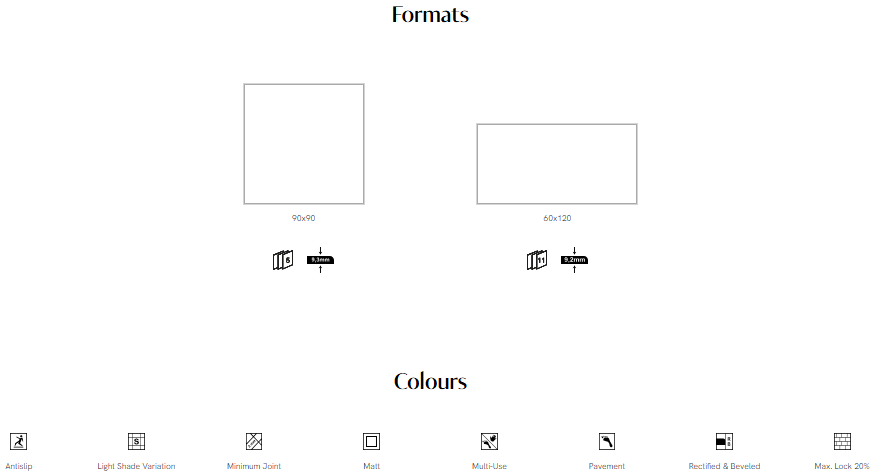 Formats
90x90
60x120
6
9,3mm
11
9,2mm
Colours
S
R
B
Antislip
Light Shade Variation
Minimum Joint
Matt
Multi-Use
Pavement
Rectified & Beveled
Max. Lock 20%